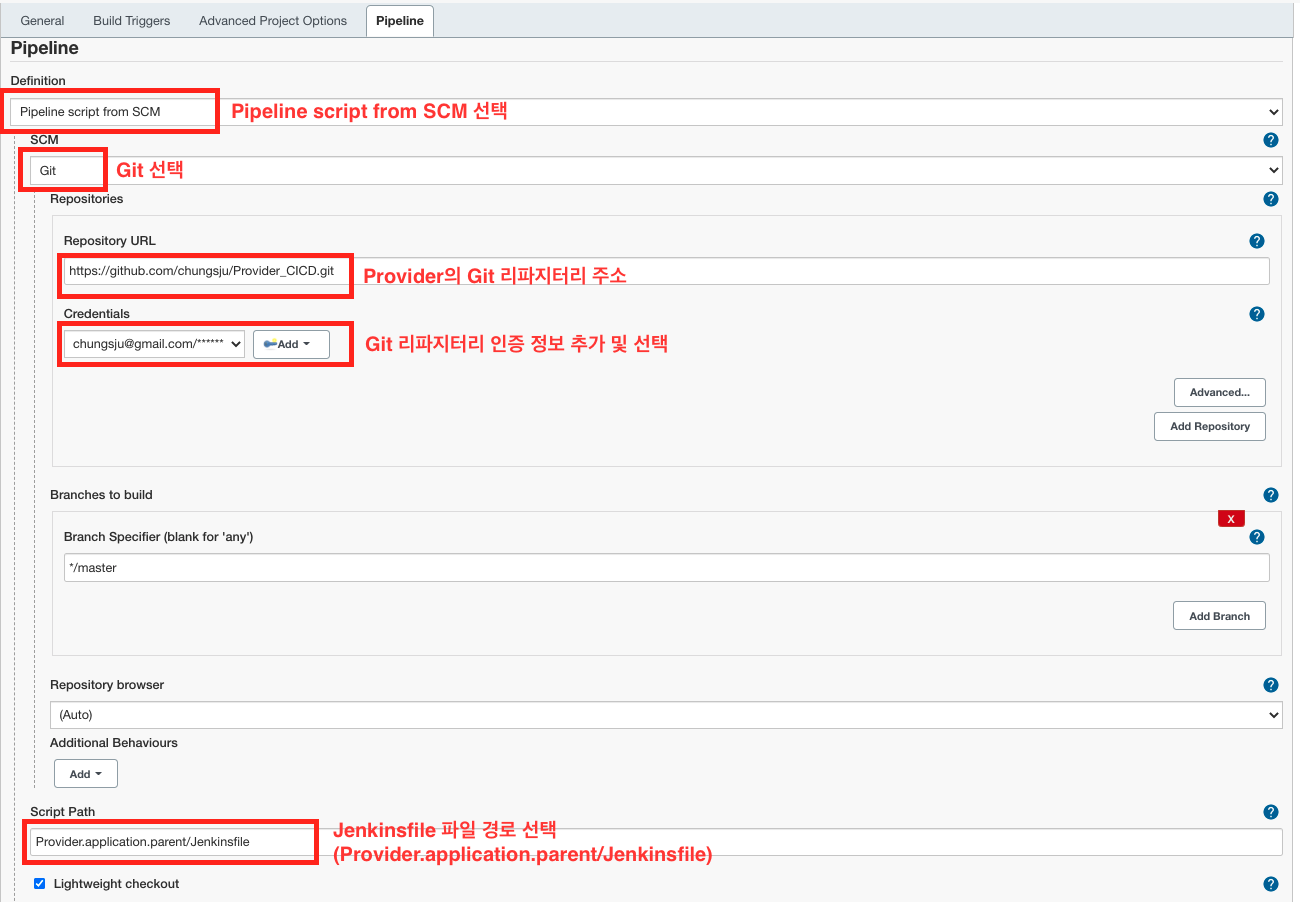 General Build Triggers Advanced Project Options Pipeline
Pipeline
Definition
Pipeline script from SCM Pipeline script from SCM 선택
SCM ?
Git Git 선택
Repositories ?
Repository URL ?
https://github.com/chungsju/Provider_CICD.git Provider의 Git 리파지터리 주소
Credentials ?
chungsju@gmail.com/****** Add Git 리파지터리 인증 정보 추가 및 선택
Advanced...
Add Repository
Branches to build ?
X
Branch Specifier (blank for 'any') ?
*/master
Add Branch
Repository browser ?
(Auto)
Additional Behaviours
Add
Script Path ?
Jenkinsfile 파일 경로 선택
Provider.application.parent/Jenkinsfile
(Provider.application.parent/Jenkinsfile)
Lightweight checkout ?